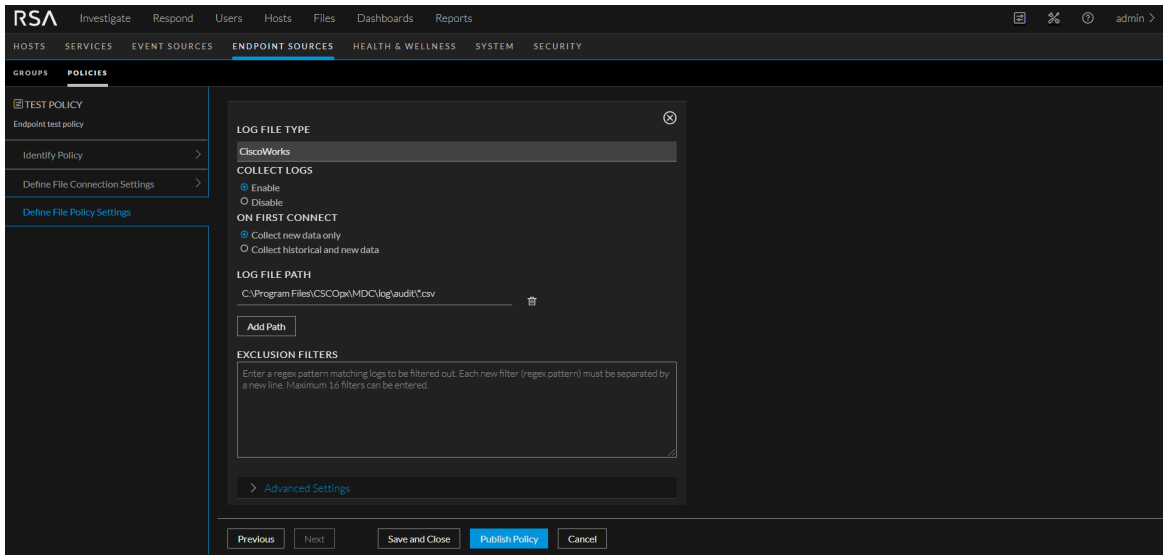 RSA Investigate Respond Users Hosts Files Dashboards Reports admin
HOSTS SERVICES EVENT SOURCES ENDPOINT SOURCES HEALTH & WELLNESS SYSTEM SECURITY
GROUPS POLICIES
TEST POLICY
Endpoint test policy
Identify Policy
Define File Connection Settings
Define File Policy Settings
LOG FILE TYPE
CiscoWorks
COLLECT LOGS
Enable
Disable
ON FIRST CONNECT
Collect new data only
Collect historical and new data
LOG FILE PATH
C:\Program Files\CSCOpx\MDC\log\audit\*.csv
Add Path
EXCLUSION FILTERS
Enter a regex pattern matching logs to be filtered out. Each new filter (regex pattern) must be separated by
a new line. Maximum 16 filters can be entered.
Advanced Settings
Previous Next Save and Close Publish Policy Cancel